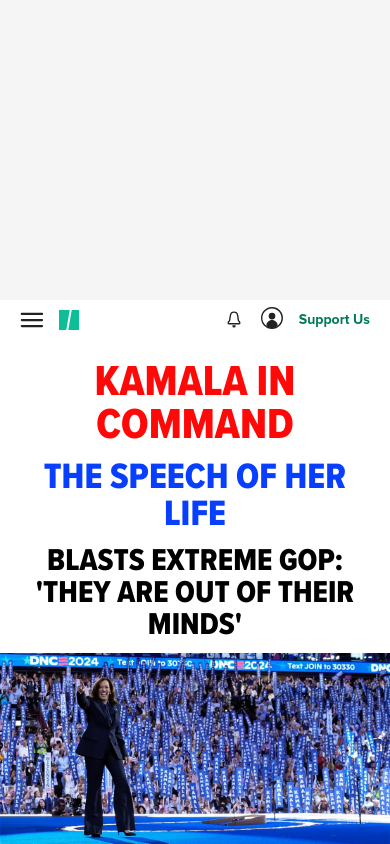 Support Us
KAMALA IN
COMMAND
THE SPEECH OF HER
LIFE
BLASTS EXTREME GOP:
'THEY ARE OUT OF THEIR
MINDS'
DNC 2024 Text JOIN to 30330 DNC 2024 Text JOIN to 30330 DNC